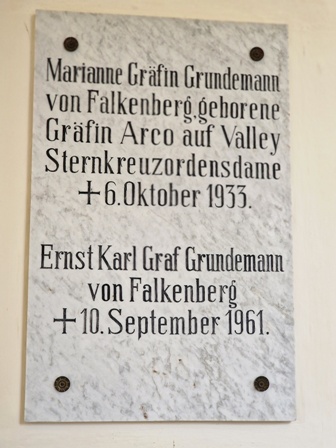 Marianne Gräfin Grundemann
von Falkenberg, geborene
Gräfin Arco auf Valley
Sternkreuzordensdame
✝ 6. Oktober 1933.
Ernst Karl Graf Grundemann
von Falkenberg
✝ 10. September 1961.